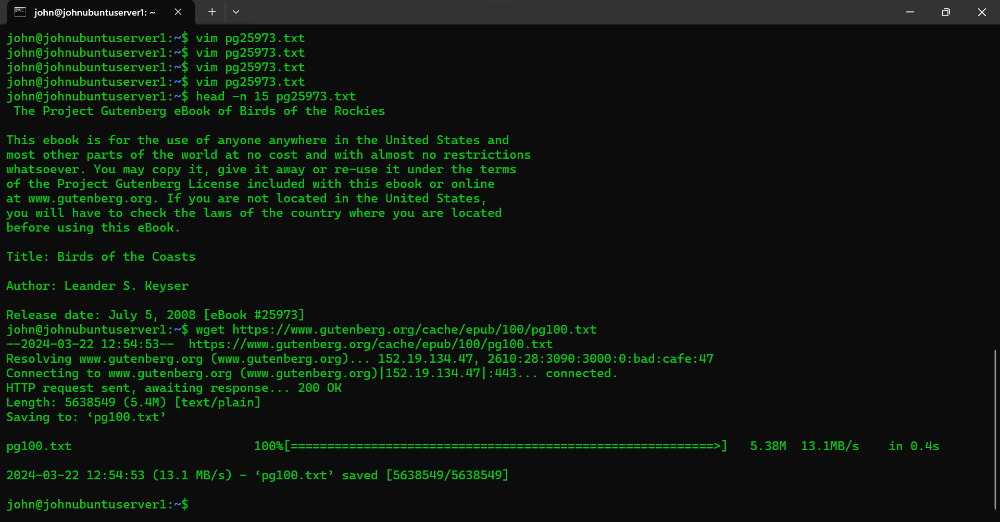 john@johnubuntuserver1: ~
john@johnubuntuserver1:~$ vim pg25973.txt
john@johnubuntuserver1:~$ vim pg25973.txt
john@johnubuntuserver1:~$ vim pg25973.txt
john@johnubuntuserver1:~$ vim pg25973.txt
john@johnubuntuserver1:~$ head -n 15 pg25973.txt
The Project Gutenberg eBook of Birds of the Rockies
This ebook is for the use of anyone anywhere in the United States and
most other parts of the world at no cost and with almost no restrictions
whatsoever. You may copy it, give it away or re-use it under the terms
of the Project Gutenberg License included with this ebook or online
at www.gutenberg.org. If you are not located in the United States,
you will have to check the laws of the country where you are located
before using this eBook.
Title: Birds of the Coasts
Author: Leander S. Keyser
Release date: July 5, 2008 [eBook #25973]
john@johnubuntuserver1:~$ wget https://www.gutenberg.org/cache/epub/100/pg100.txt
--2024-03-22 12:54:53--  https://www.gutenberg.org/cache/epub/100/pg100.txt
Resolving www.gutenberg.org (www.gutenberg.org)... 152.19.134.47, 2610:28:3090:3000:0:bad:cafe:47
Connecting to www.gutenberg.org (www.gutenberg.org)|152.19.134.47|:443... connected.
HTTP request sent, awaiting response... 200 OK
Length: 5638549 (5.4M) [text/plain]
Saving to: ‘pg100.txt’
pg100.txt 100%[==========================================================>] 5.38M 13.1MB/s in 0.4s
2024-03-22 12:54:53 (13.1 MB/s) - ‘pg100.txt’ saved [5638549/5638549]
john@johnubuntuserver1:~$